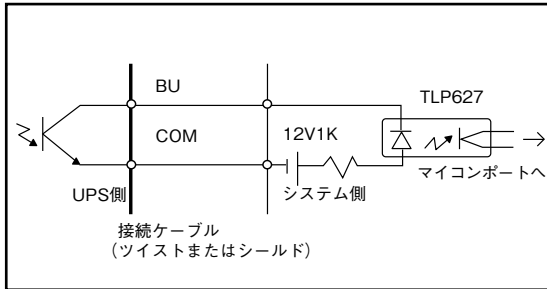 BU
TLP627
COM
12V1K
UPS側
システム側
マイコンポートへ
接続ケーブル
（ツイストまたはシールド）